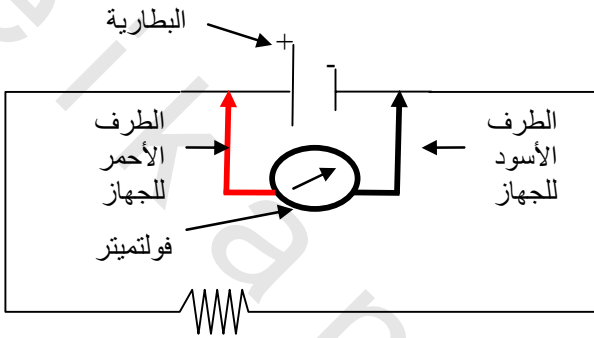 البطارية
+ -
الطرف
الأحمر
للجهاز
الطرف
الأسود
للجهاز
فولتميتر